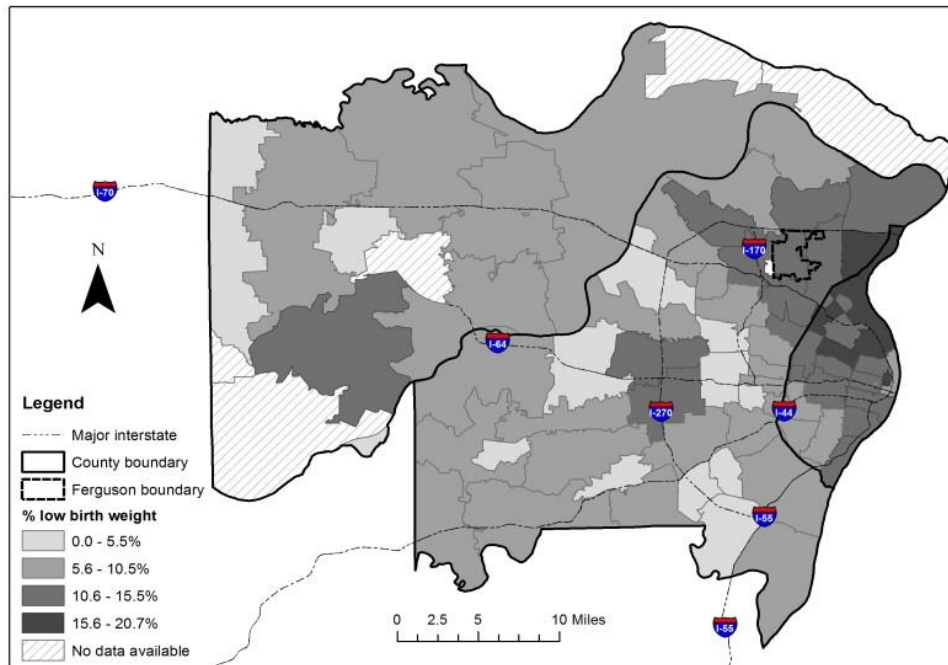 I-70
I-170
N
I-64
I-270
I-44
I-55
I-55
Legend
Major interstate
County boundary
Ferguson boundary
% low birth weight
0.0 - 5.5%
5.6 - 10.5%
10.6 - 15.5%
15.6 - 20.7%
No data available
0 2.5 5 10 Miles